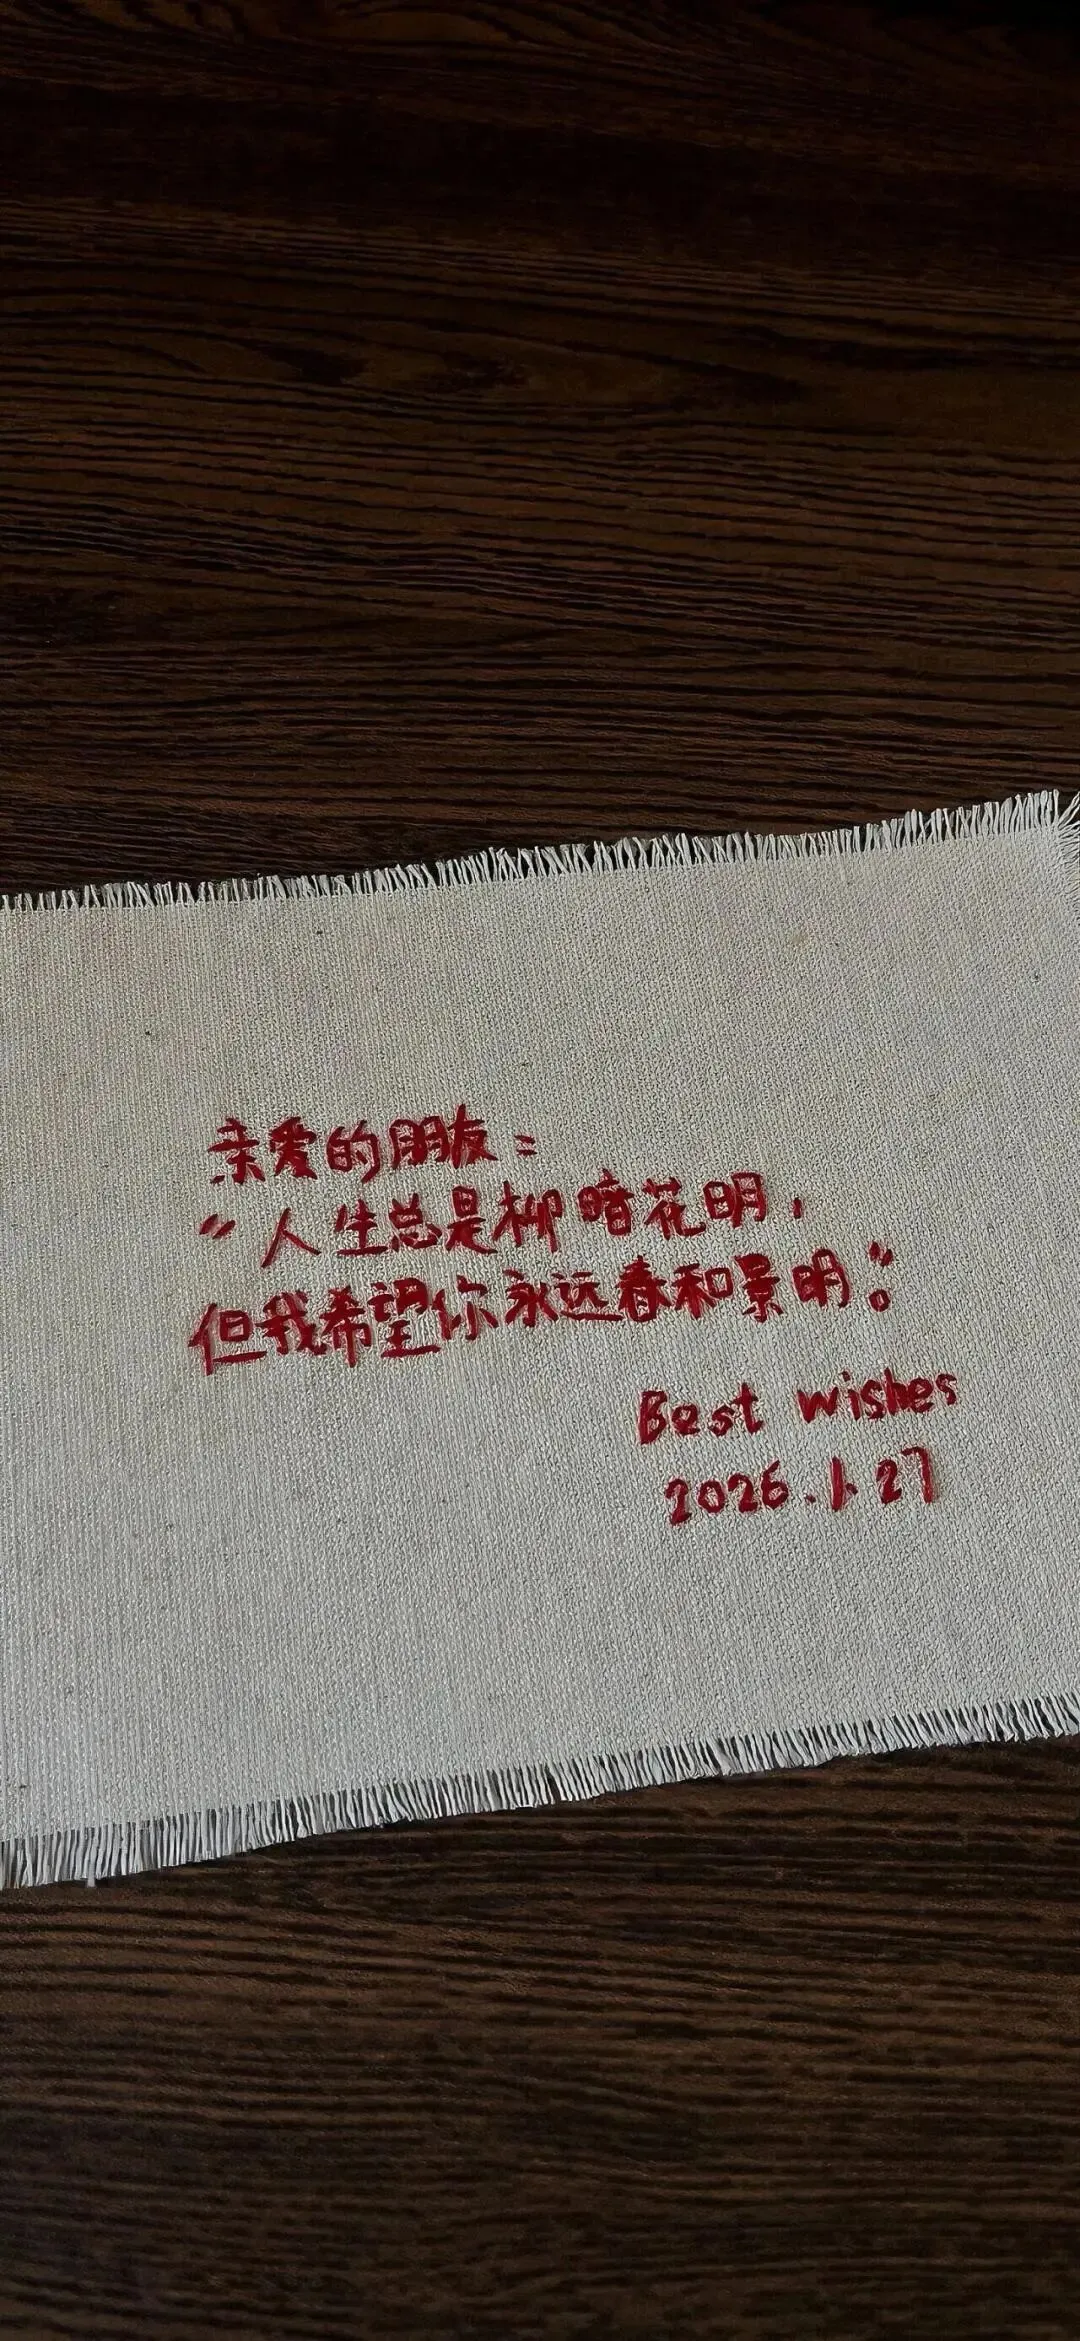 亲爱的朋友：
“人生总是柳暗花明，
但我希望你永远春和景明”。
Best wishes
2026.1.27